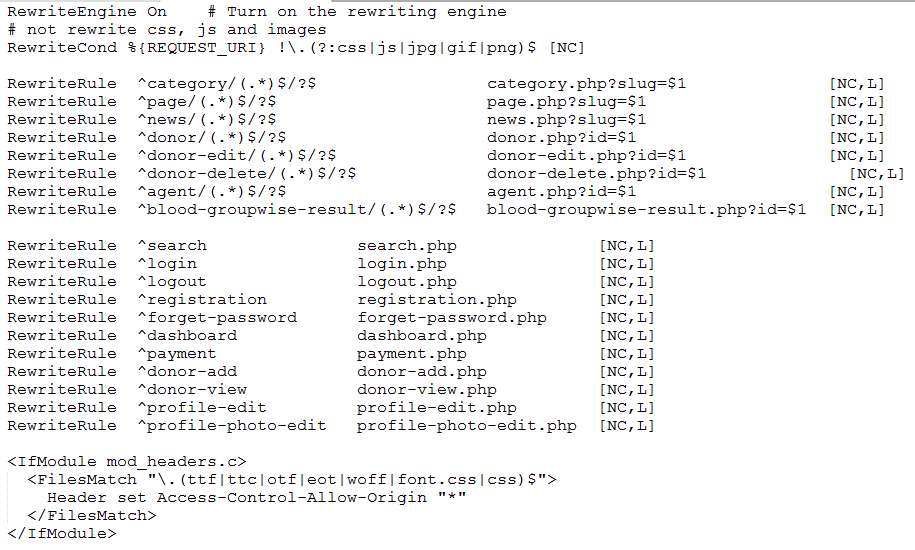 RewriteEngine On    # Turn on the rewriting engine
# not rewrite css, js and images
RewriteCond %{REQUEST_URI} !\.(?:css|js|jpg|gif|png)$ [NC]

RewriteRule  ^category/(.*)$/?$                 category.php?slug=$1              [NC,L]
RewriteRule  ^page/(.*)$/?$                     page.php?slug=$1                  [NC,L]
RewriteRule  ^news/(.*)$/?$                     news.php?slug=$1                  [NC,L]
RewriteRule  ^donor/(.*)$/?$                    donor.php?id=$1                   [NC,L]
RewriteRule  ^donor-edit/(.*)$/?$               donor-edit.php?id=$1              [NC,L]
RewriteRule  ^donor-delete/(.*)$/?$             donor-delete.php?id=$1              [NC,L]
RewriteRule  ^agent/(.*)$/?$                    agent.php?id=$1                   [NC,L]
RewriteRule  ^blood-groupwise-result/(.*)$/?$   blood-groupwise-result.php?id=$1  [NC,L]

RewriteRule  ^search               search.php              [NC,L]
RewriteRule  ^login                login.php               [NC,L]
RewriteRule  ^logout               logout.php              [NC,L]
RewriteRule  ^registration         registration.php        [NC,L]
RewriteRule  ^forget-password      forget-password.php     [NC,L]
RewriteRule  ^dashboard            dashboard.php           [NC,L]
RewriteRule  ^payment              payment.php             [NC,L]
RewriteRule  ^donor-add            donor-add.php           [NC,L]
RewriteRule  ^donor-view           donor-view.php          [NC,L]
RewriteRule  ^profile-edit         profile-edit.php        [NC,L]
RewriteRule  ^profile-photo-edit   profile-photo-edit.php  [NC,L]

<IfModule mod_headers.c>
  <FilesMatch "\.(ttf|ttc|otf|eot|woff|font.css|css)$">
    Header set Access-Control-Allow-Origin "*"
  </FilesMatch>
</IfModule>